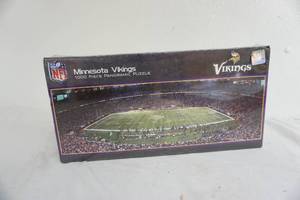 NFL
Minnesota Vikings
1000 Piece Panoramic Puzzle
VIKINGS